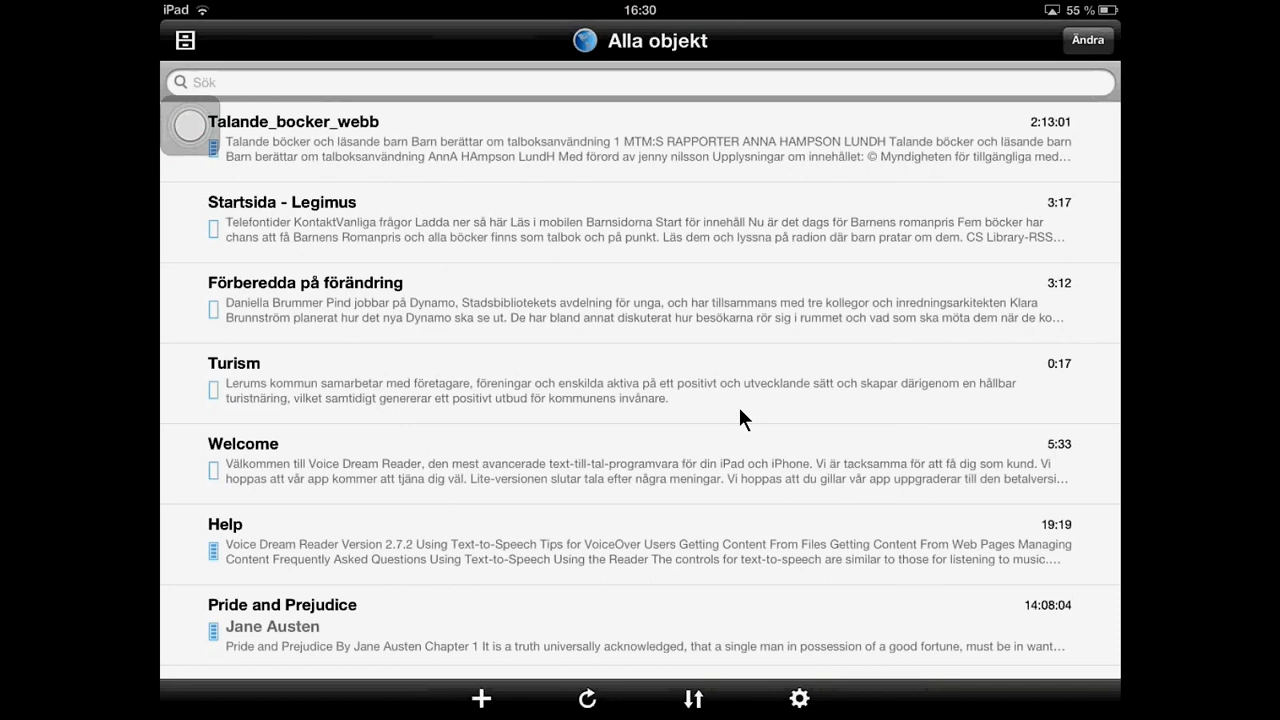 iPad 16:30 55 %
Alla objekt Ändra
Sök
Talande_bocker_webb 2:13:01
Talande böcker och läsande barn Barn berättar om talboksanvändning 1 MTM:S RAPPORTER ANNA HAMPSON LUNDH Talande böcker och läsande barn
Barn berättar om talboksanvändning AnnA HAmpson LundH Med förord av jenny nilsson Upplysningar om innehållet: © Myndigheten för tillgängliga med…
Startsida - Legimus 3:17
Telefontider KontaktVanliga frågor Ladda ner så här Läs i mobilen Barnsidorna Start för innehåll Nu är det dags för Barnens romanpris Fem böcker har
chans att få Barnens Romanpris och alla böcker finns som talbok och på punkt. Läs dem och lyssna på radion där barn pratar om dem. CS Library-RSS…
Förberedda på förändring 3:12
Daniella Brummer Pind jobbar på Dynamo, Stadsbibliotekets avdelning för unga, och har tillsammans med tre kollegor och inredningsarkitekten Klara
Brunnström planerat hur det nya Dynamo ska se ut. De har bland annat diskuterat hur besökarna rör sig i rummet och vad som ska möta dem när de ko…
Turism 0:17
Lerums kommun samarbetar med företagare, föreningar och enskilda aktiva på ett positivt och utvecklande sätt och skapar därigenom en hållbar
turistnäring, vilket samtidigt genererar ett positivt utbud för kommunens invånare.
Welcome 5:33
Välkommen till Voice Dream Reader, den mest avancerade text-till-tal-programvara för din iPad och iPhone. Vi är tacksamma för att få dig som kund. Vi
hoppas att vår app kommer att tjäna dig väl. Lite-versionen slutar tala efter några meningar. Vi hoppas att du gillar vår app uppgraderar till den betalversi…
Help 19:19
Voice Dream Reader Version 2.7.2 Using Text-to-Speech Tips for VoiceOver Users Getting Content From Files Getting Content From Web Pages Managing
Content Frequently Asked Questions Using Text-to-Speech Using the Reader The controls for text-to-speech are similar to those for listening to music.…
Pride and Prejudice 14:08:04
Jane Austen
Pride and Prejudice By Jane Austen Chapter 1 It is a truth universally acknowledged, that a single man in possession of a good fortune, must be in want…